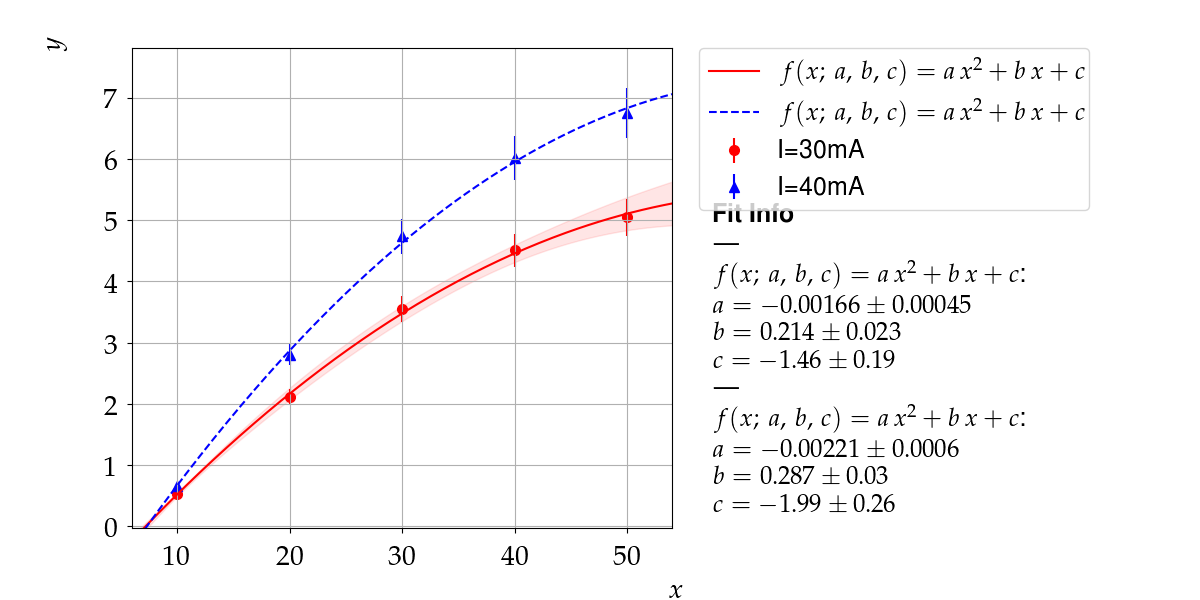 y
7
6
5
4
3
2
1
0
10 20 30 40 50
x
f(x; a, b, c) = a x² + b x + c
f(x; a, b, c) = a x² + b x + c
I=30mA
I=40mA
Fit Info
—
f(x; a, b, c) = a x² + b x + c:
a = −0.00166 ± 0.00045
b = 0.214 ± 0.023
c = −1.46 ± 0.19
—
f(x; a, b, c) = a x² + b x + c:
a = −0.00221 ± 0.0006
b = 0.287 ± 0.03
c = −1.99 ± 0.26